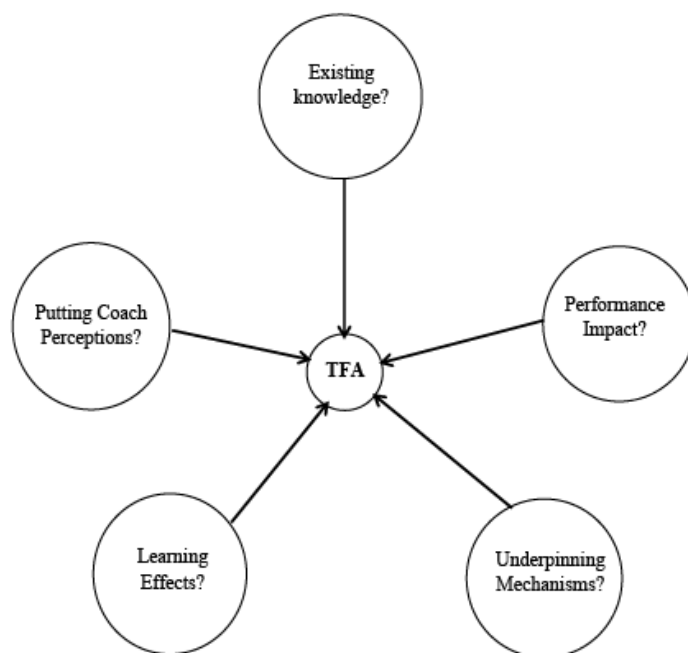 Existing
knowledge?
Putting Coach
Perceptions?
Performance
Impact?
TFA
Learning
Effects?
Underpinning
Mechanisms?